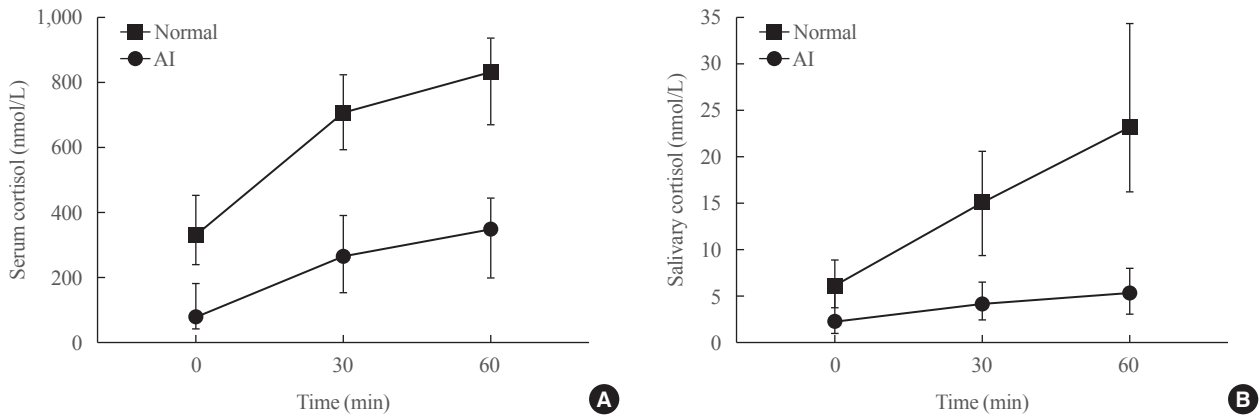 1,000
800
600
400
200
0
Serum cortisol (nmol/L)
Normal
AI
0 30 60
Time (min)
A
35
30
25
20
15
10
5
0
Salivary cortisol (nmol/L)
Normal
AI
0 30 60
Time (min)
B